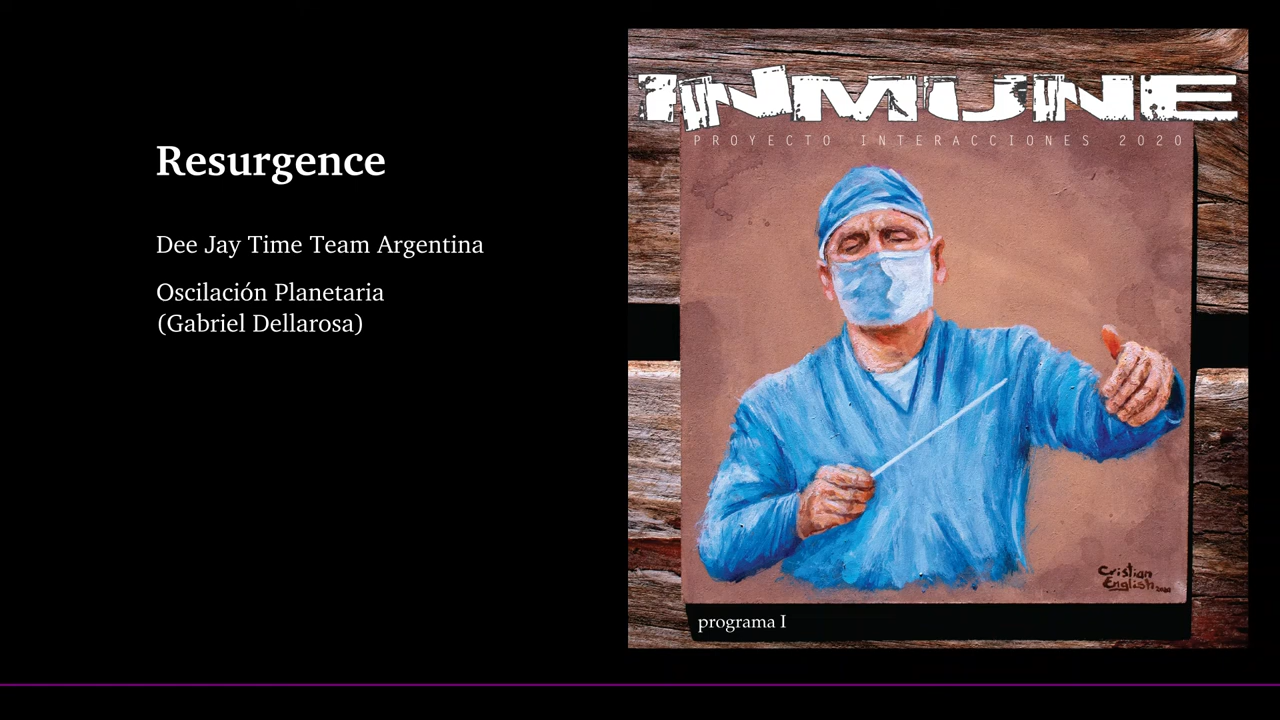 Resurgence
Dee Jay Time Team Argentina
Oscilación Planetaria
(Gabriel Dellarosa)
INMUNE
PROYECTO INTERACCIONES 2020
Cristian
English
programa I